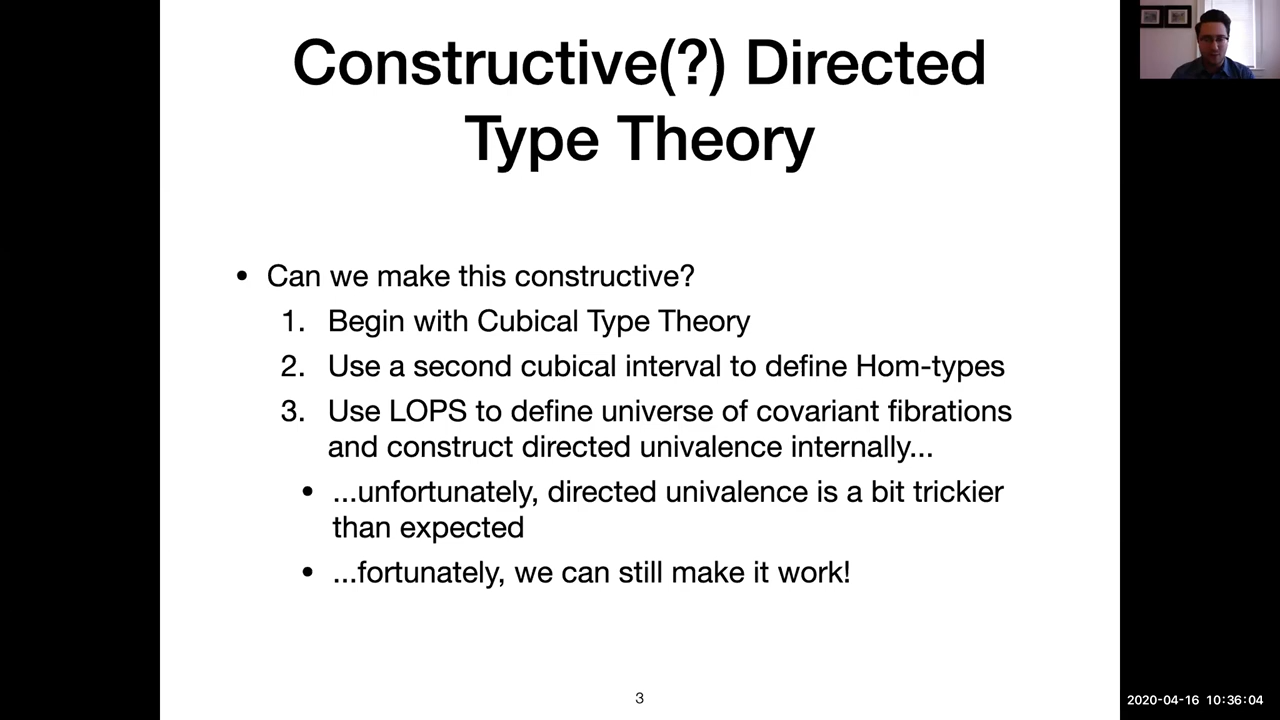 Constructive(?) Directed
Type Theory
• Can we make this constructive?
1. Begin with Cubical Type Theory
2. Use a second cubical interval to define Hom-types
3. Use LOPS to define universe of covariant fibrations
and construct directed univalence internally...
• ...unfortunately, directed univalence is a bit trickier
than expected
• ...fortunately, we can still make it work!
3
2020-04-16 10:36:04